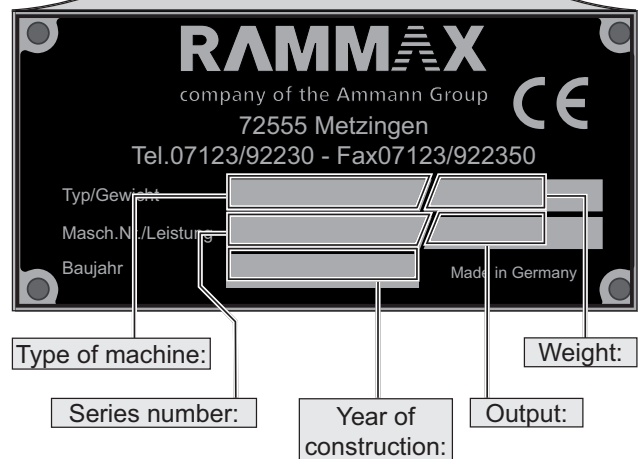 RAMMAX
company of the Ammann Group
CE
72555 Metzingen
Tel.07123/92230 - Fax07123/922350
Typ/Gewicht
Masch.Nr./Leistung
Baujahr
Made in Germany
Type of machine:
Weight:
Series number:
Year of
construction:
Output: